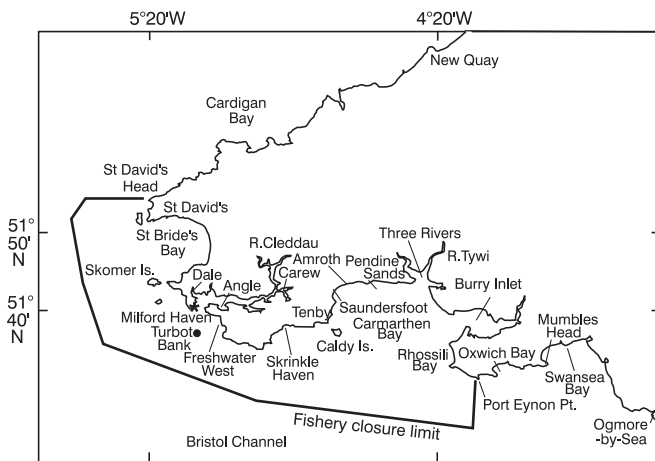 5° 20'W
4° 20'W
New Quay
Cardigan
Bay
St David's
Head
St David's
51°
50'
N
St Bride's
Bay
Three Rivers
R.Cleddau
Amroth
Pendine
Sands
R.Tywi
Skomer Is.
Dale
Angle
Carew
Burry Inlet
51°
40'
N
Milford Haven
Tenby
Saundersfoot
Carmarthen
Bay
Mumbles
Head
Turbot
Bank
Freshwater
West
Skrinkle
Haven
Caldy Is.
Rhossili
Bay
Oxwich Bay
Swansea
Bay
Port Eynon Pt.
Fishery closure limit
Ogmore
-by-Sea
Bristol Channel